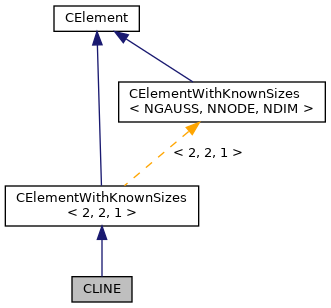 CElement
CElementWithKnownSizes
< NGAUSS, NNODE, NDIM >
< 2, 2, 1 >
CElementWithKnownSizes
< 2, 2, 1 >
CLINE